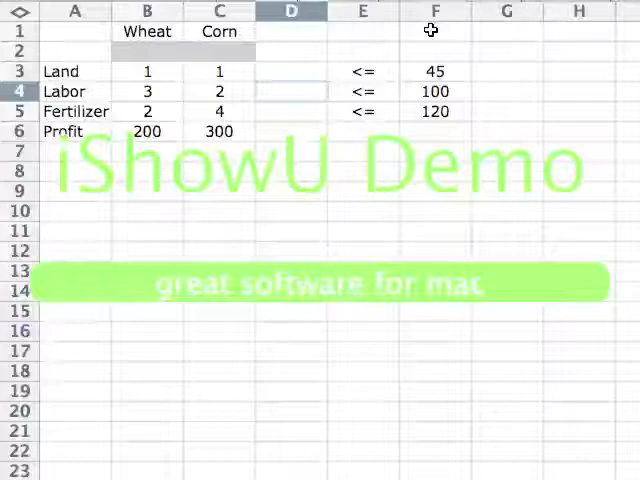 A B C D E F G H
1 Wheat Corn
2
3 Land 1 1 <= 45
4 Labor 3 2 <= 100
5 Fertilizer 2 4 <= 120
6 Profit 200 300
7
iShowU Demo
8
9
10
11
12
13
great software for mac
14
15
16
17
18
19
20
21
22
23